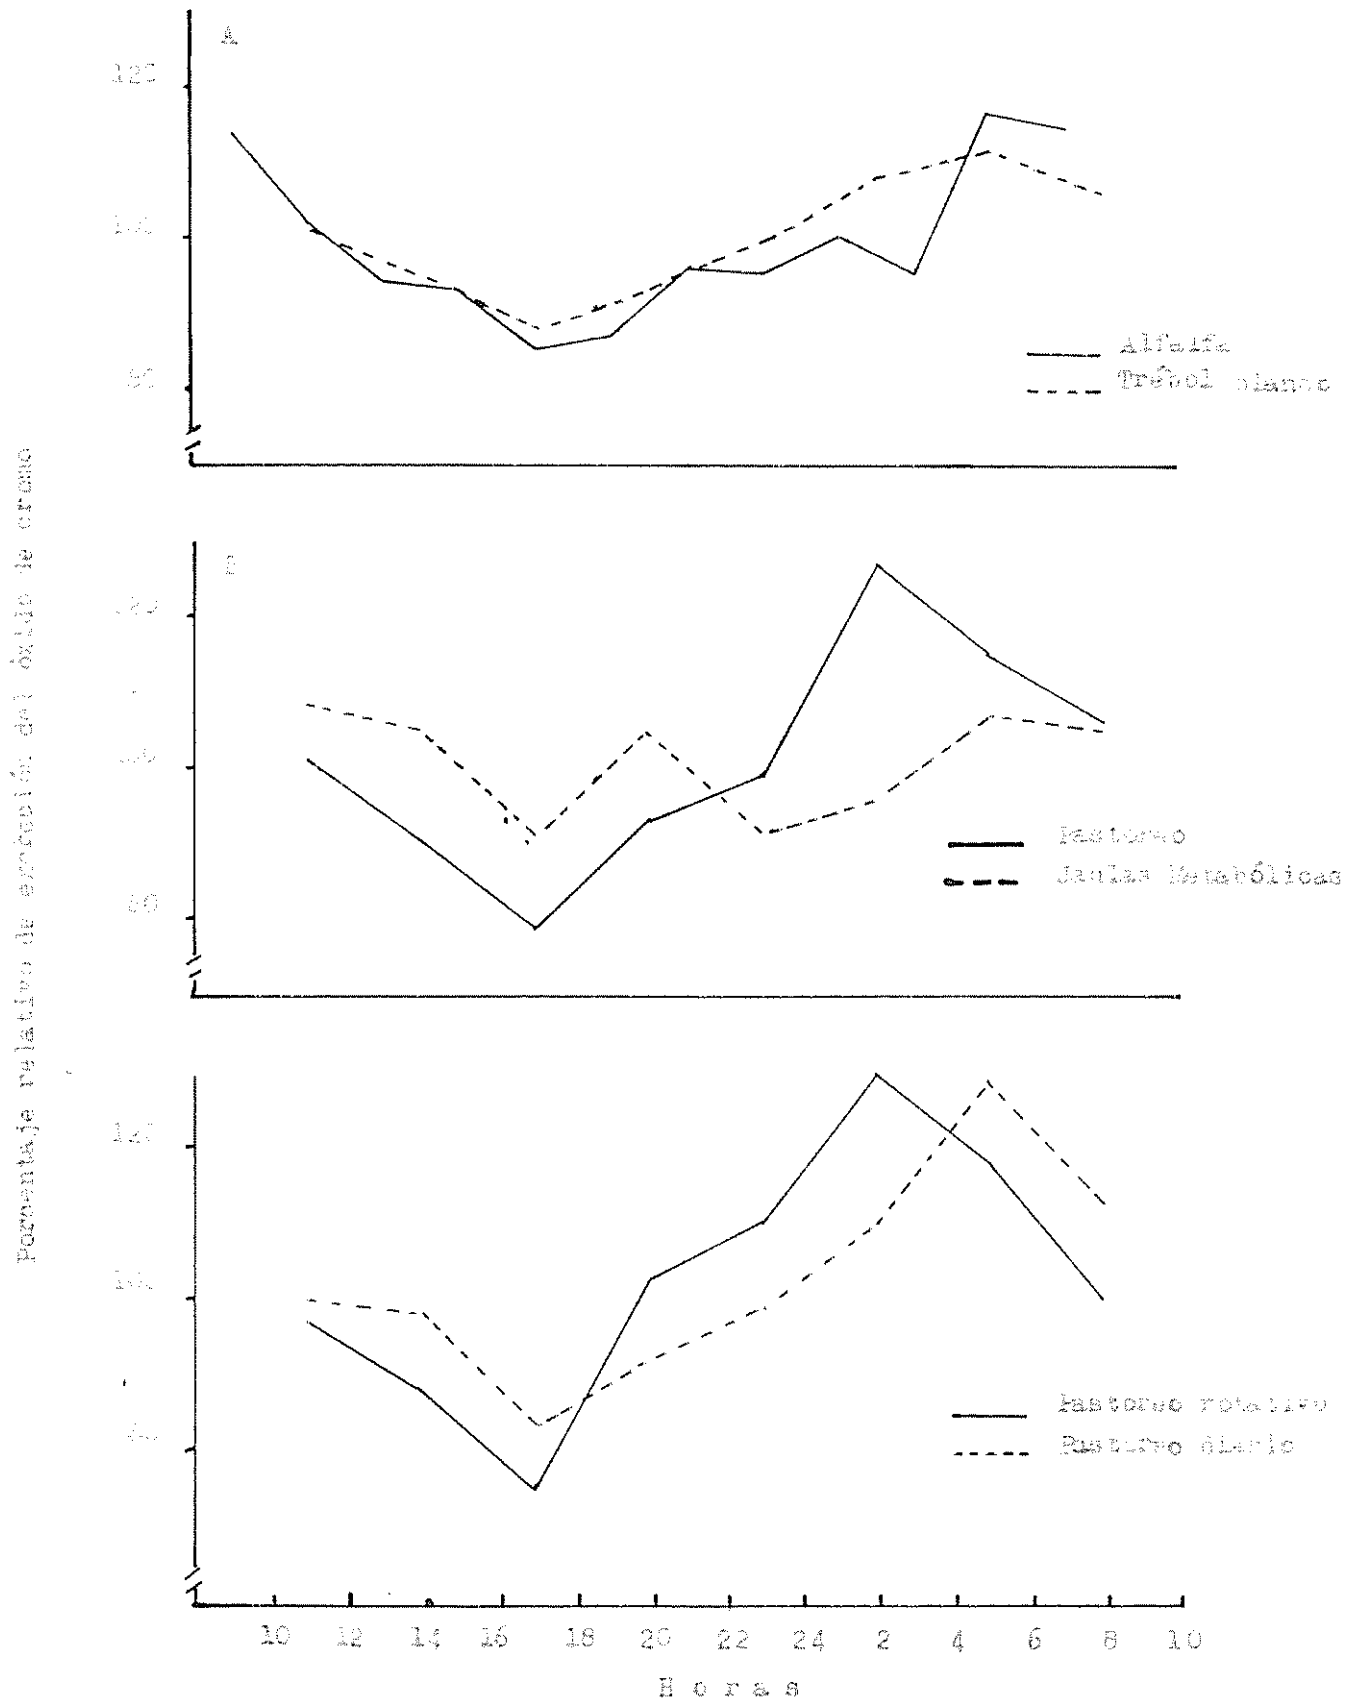 A
120
100
80
Alfalfa
Trébol blanco
Porcentaje relativo de excreción del óxido de cromo
B
120
100
80
Pastoreo
Jaulas Metabólicas
120
100
80
Pastoreo rotativo
Pastoreo diario
10 12 14 16 18 20 22 24 2 4 6 8 10
Horas